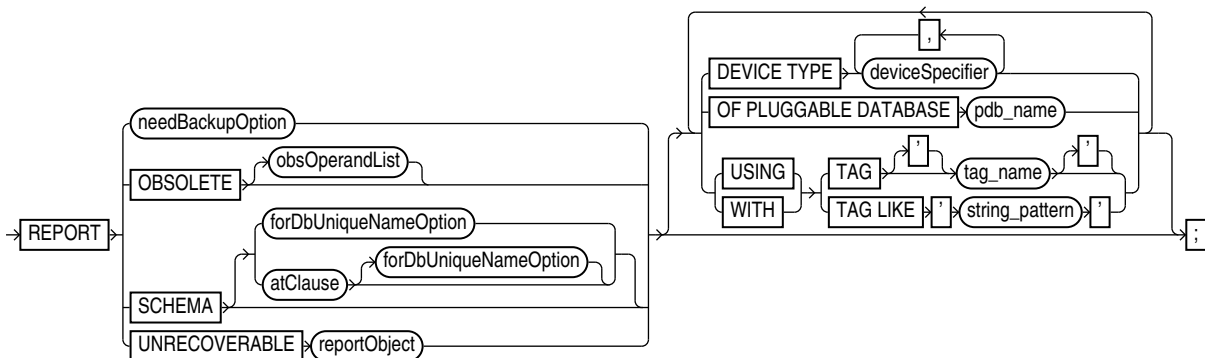 ,
DEVICE TYPE deviceSpecifier
needBackupOption
OF PLUGGABLE DATABASE pdb_name
obsOperandList
OBSOLETE
' '
USING TAG tag_name
WITH TAG LIKE ' string_pattern '
forDbUniqueNameOption
REPORT ;
forDbUniqueNameOption
atClause
SCHEMA
UNRECOVERABLE reportObject